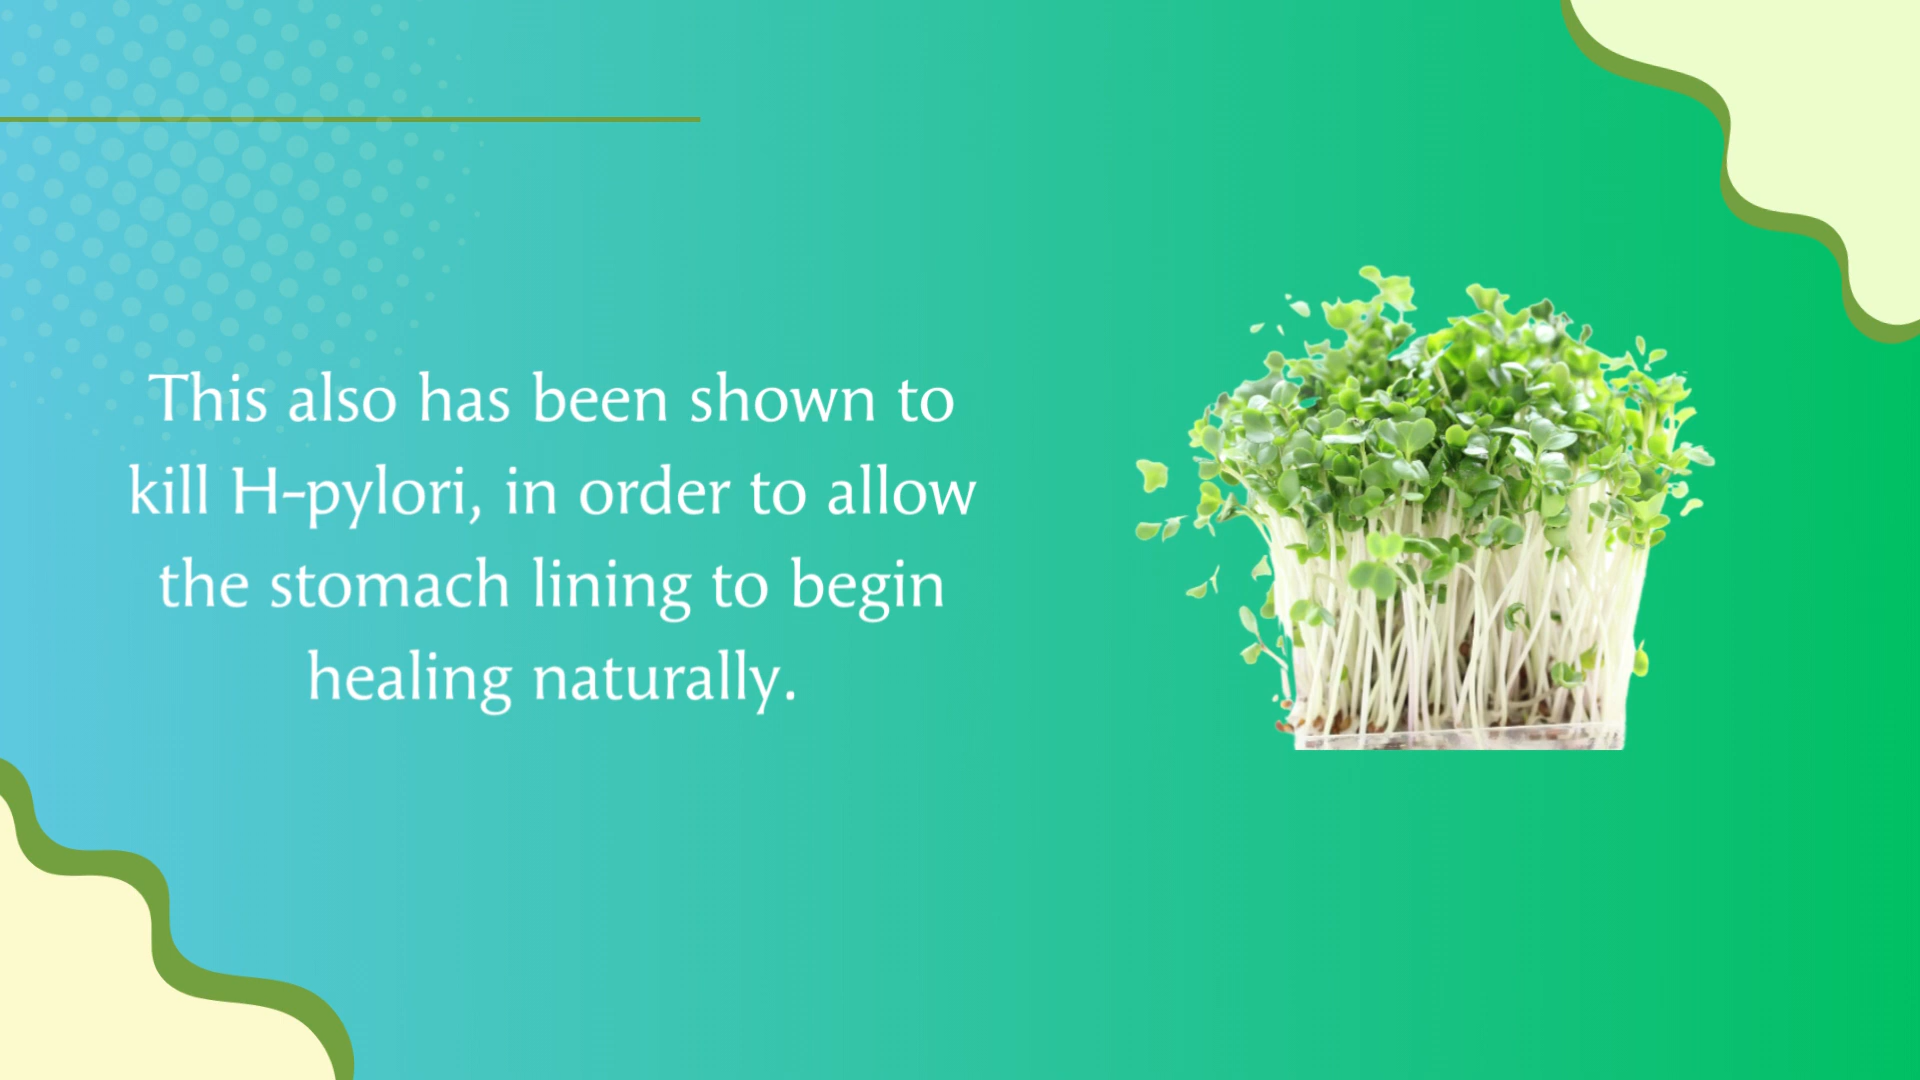 This also has been shown to
kill H-pylori, in order to allow
the stomach lining to begin
healing naturally.